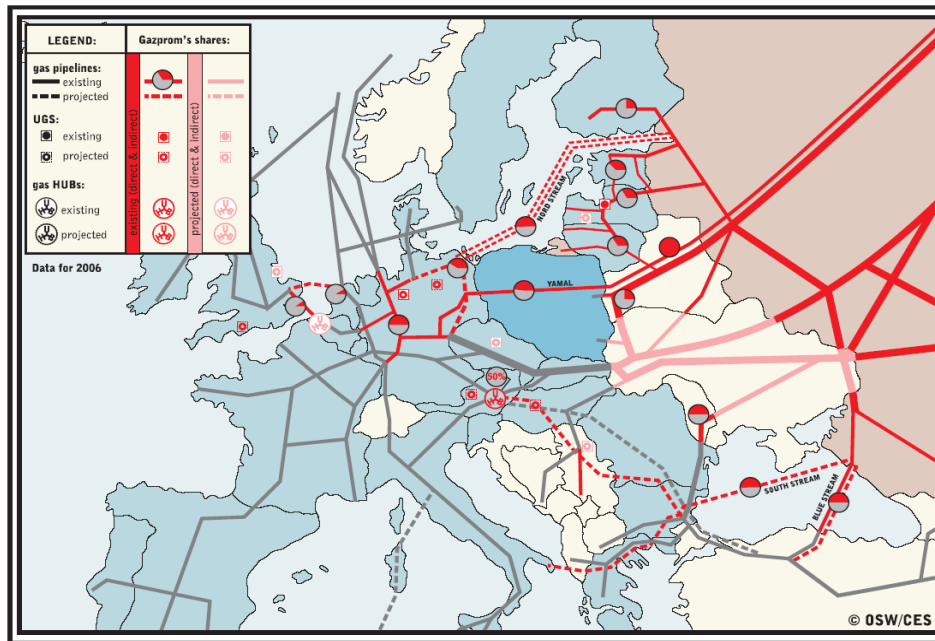 LEGEND:
Gazprom's shares:
gas pipelines:
existing
projected
UGS:
existing
projected
gas HUBs:
existing
projected
existing (direct & indirect)
projected (direct & indirect)
Data for 2006
NORD STREAM
YAMAL
50%
SOUTH STREAM
BLUE STREAM
© OSW/CES